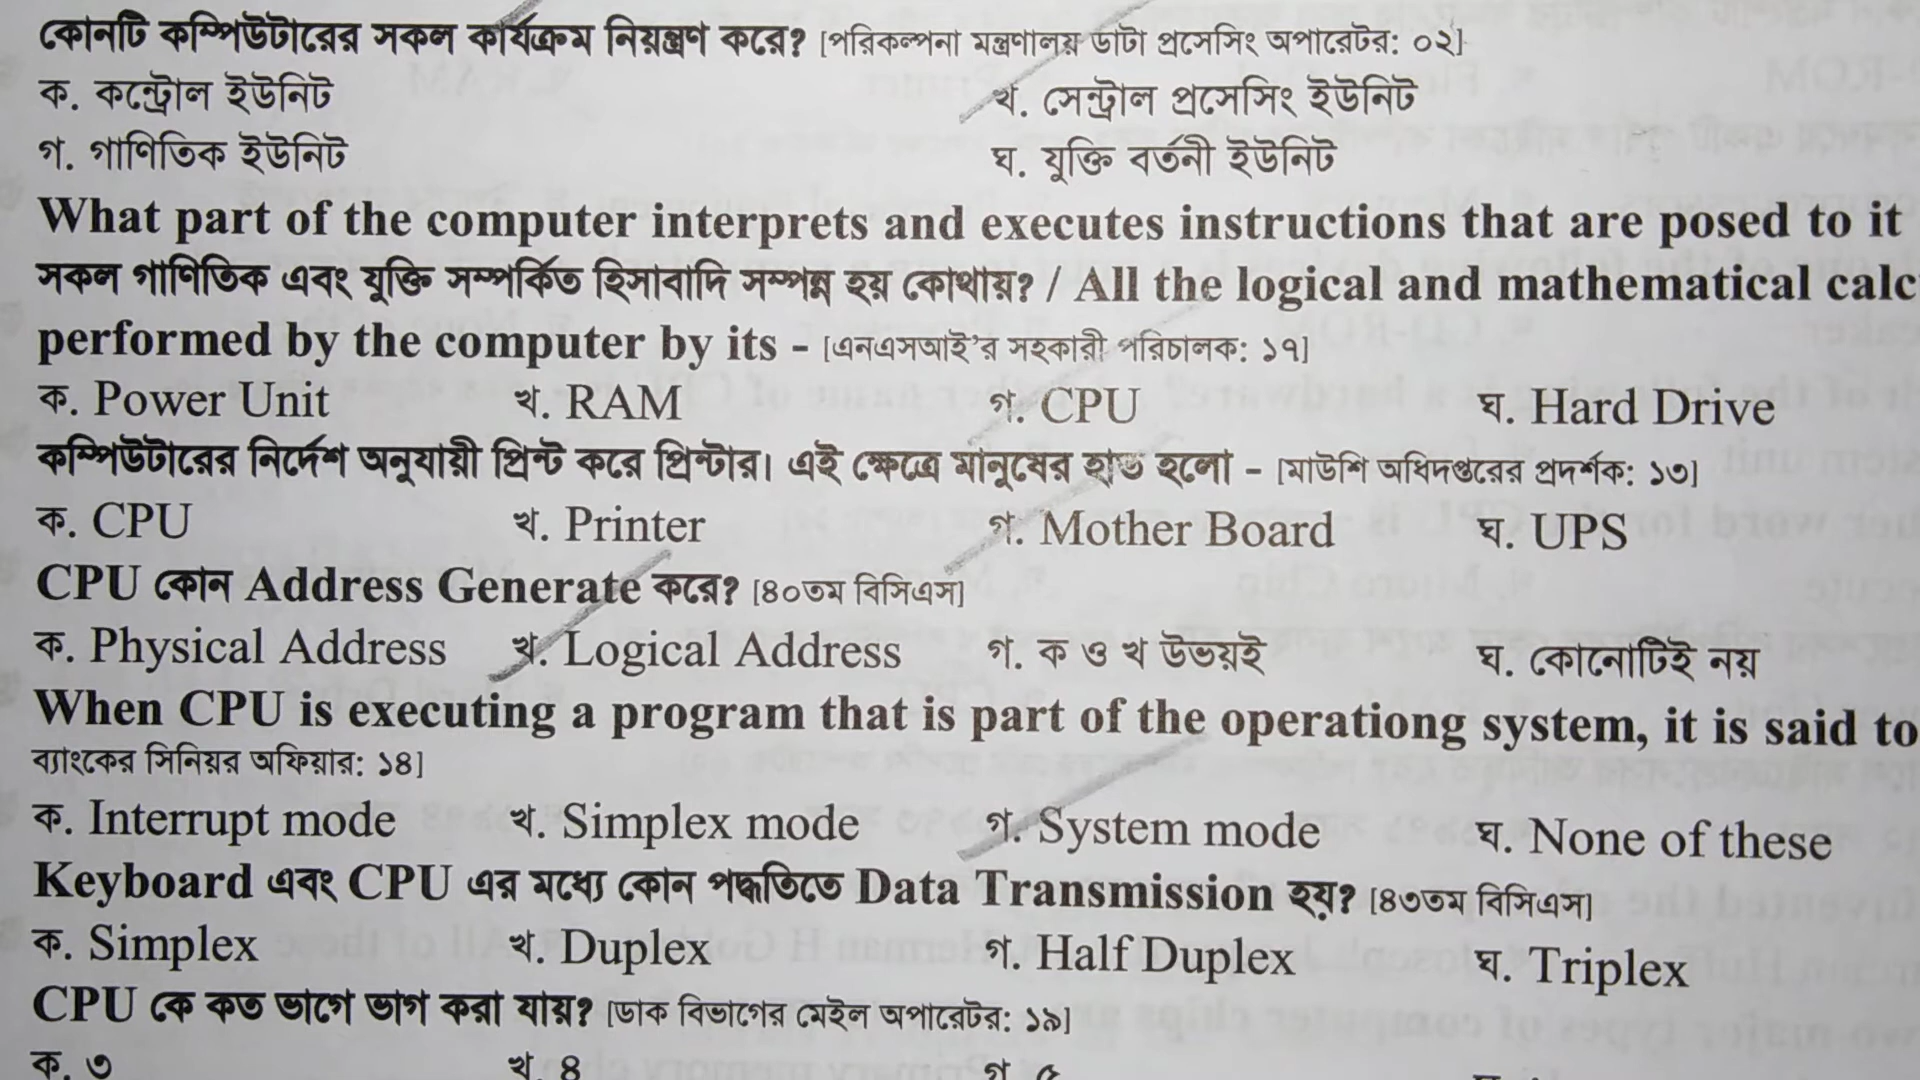 কোনটি কম্পিউটারের সকল কার্যক্রম নিয়ন্ত্রণ করে? [পরিকল্পনা মন্ত্রণালয় ডাটা প্রসেসিং অপারেটর: ০২]
ক. কন্ট্রোল ইউনিট খ. সেন্ট্রাল প্রসেসিং ইউনিট
গ. গাণিতিক ইউনিট ঘ. যুক্তি বর্তনী ইউনিট
What part of the computer interprets and executes instructions that are posed to it
সকল গাণিতিক এবং যুক্তি সম্পর্কিত হিসাবাদি সম্পন্ন হয় কোথায়? / All the logical and mathematical calc
performed by the computer by its - [এনএসআই'র সহকারী পরিচালক: ১৭]
ক. Power Unit খ. RAM গ. CPU ঘ. Hard Drive
কম্পিউটারের নির্দেশ অনুযায়ী প্রিন্ট করে প্রিন্টার। এই ক্ষেত্রে মানুষের হাত হলো - [মাউশি অধিদপ্তরের প্রদর্শক: ১৩]
ক. CPU খ. Printer গ. Mother Board ঘ. UPS
CPU কোন Address Generate করে? [৪০তম বিসিএস]
ক. Physical Address খ. Logical Address গ. ক ও খ উভয়ই ঘ. কোনোটিই নয়
When CPU is executing a program that is part of the operationg system, it is said to
ব্যাংকের সিনিয়র অফিয়ার: ১৪]
ক. Interrupt mode খ. Simplex mode গ. System mode ঘ. None of these
Keyboard এবং CPU এর মধ্যে কোন পদ্ধতিতে Data Transmission হয়? [৪৩তম বিসিএস]
ক. Simplex খ. Duplex গ. Half Duplex ঘ. Triplex
CPU কে কত ভাগে ভাগ করা যায়? [ডাক বিভাগের মেইল অপারেটর: ১৯]
ক. ৩ খ. ৪ গ. ৫